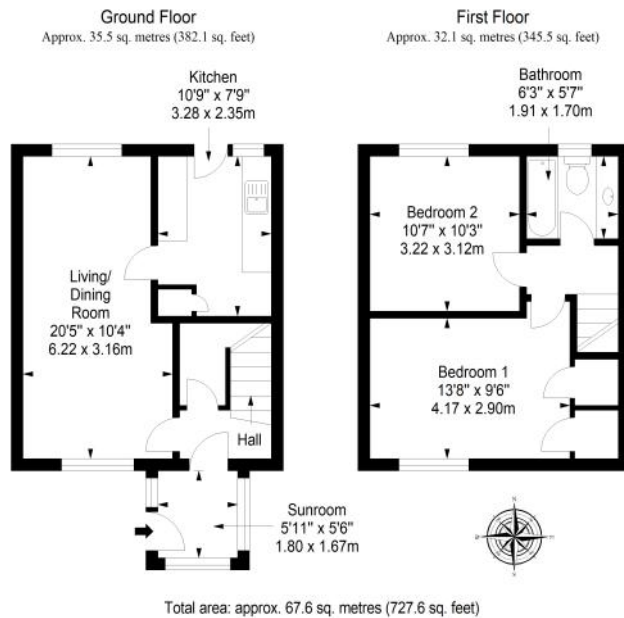 Ground Floor
Approx. 35.5 sq. metres (382.1 sq. feet)
Kitchen
10'9" x 7'9"
3.28 x 2.35m
Living/
Dining
Room
20'5" x 10'4"
6.22 x 3.16m
Hall
Sunroom
5'11" x 5'6"
1.80 x 1.67m
First Floor
Approx. 32.1 sq. metres (345.5 sq. feet)
Bathroom
6'3" x 5'7"
1.91 x 1.70m
Bedroom 2
10'7" x 10'3"
3.22 x 3.12m
Bedroom 1
13'8" x 9'6"
4.17 x 2.90m
N
Total area: approx. 67.6 sq. metres (727.6 sq. feet)